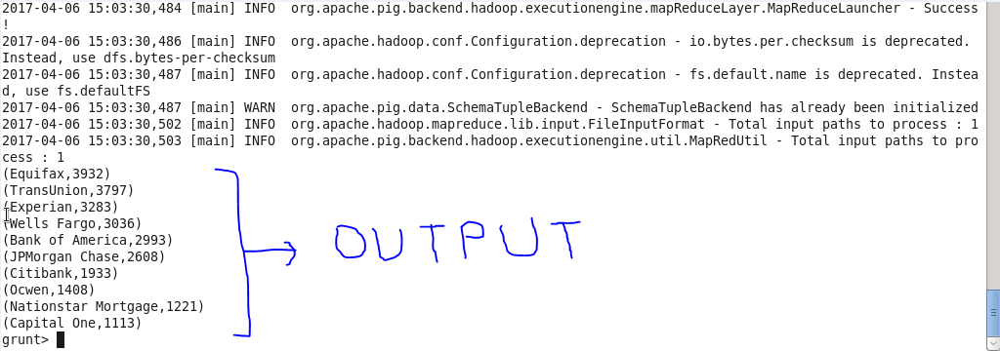 2017-04-06 15:03:30,484 [main] INFO  org.apache.pig.backend.hadoop.executionengine.mapReduceLayer.MapReduceLauncher - Success
!
2017-04-06 15:03:30,486 [main] INFO  org.apache.hadoop.conf.Configuration.deprecation - io.bytes.per.checksum is deprecated.
Instead, use dfs.bytes-per-checksum
2017-04-06 15:03:30,487 [main] INFO  org.apache.hadoop.conf.Configuration.deprecation - fs.default.name is deprecated. Instea
d, use fs.defaultFS
2017-04-06 15:03:30,487 [main] WARN  org.apache.pig.data.SchemaTupleBackend - SchemaTupleBackend has already been initialized
2017-04-06 15:03:30,502 [main] INFO  org.apache.hadoop.mapreduce.lib.input.FileInputFormat - Total input paths to process : 1
2017-04-06 15:03:30,503 [main] INFO  org.apache.pig.backend.hadoop.executionengine.util.MapRedUtil - Total input paths to pro
cess : 1
(Equifax,3932)
(TransUnion,3797)
(Experian,3283)
(Wells Fargo,3036)
(Bank of America,2993)
(JPMorgan Chase,2608)
(Citibank,1933)
(Ocwen,1408)
(Nationstar Mortgage,1221)
(Capital One,1113)
grunt>
OUTPUT